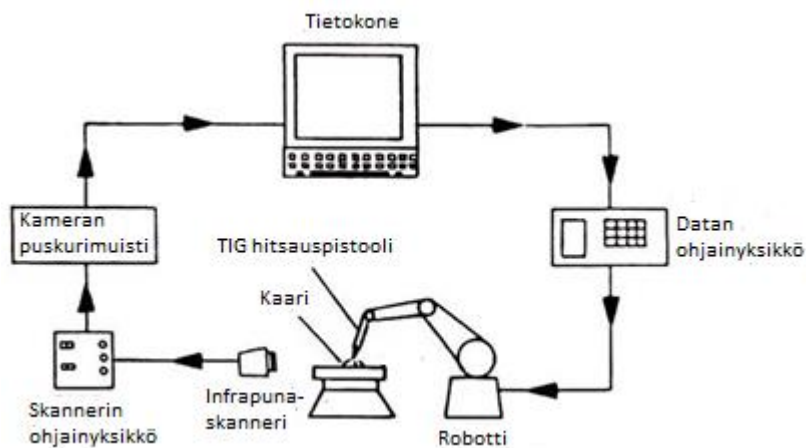 Tietokone
Kameran
puskurimuisti
TIG hitsauspistooli
Datan
ohjainyksikkö
Kaari
Skannerin
ohjainyksikkö
Infrapuna-
skanneri
Robotti